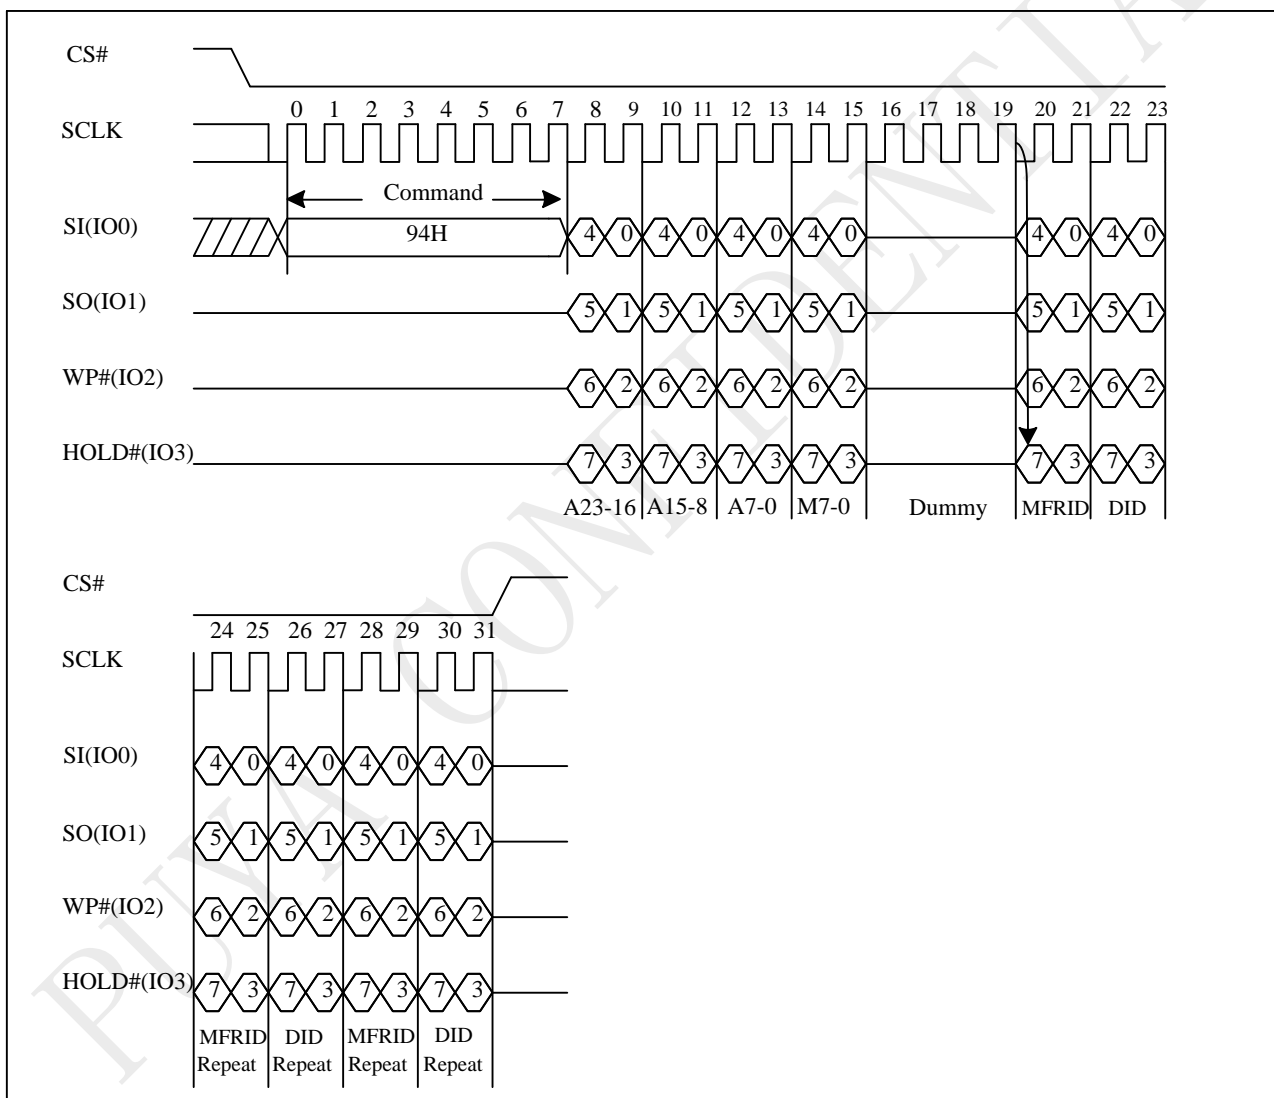 CS#
0 1 2 3 4 5 6 7 8 9 10 11 12 13 14 15 16 17 18 19 20 21 22 23
SCLK
Command
SI(IO0)
94H 4 0 4 0 4 0 4 0 4 0 4 0
SO(IO1)
5 1 5 1 5 1 5 1 5 1 5 1
WP#(IO2)
6 2 6 2 6 2 6 2 6 2 6 2
HOLD#(IO3)
7 3 7 3 7 3 7 3 7 3 7 3
A23-16 A15-8 A7-0 M7-0 Dummy MFRID DID
CS#
24 25 26 27 28 29 30 31
SCLK
SI(IO0)
4 0 4 0 4 0 4 0
SO(IO1)
5 1 5 1 5 1 5 1
WP#(IO2)
6 2 6 2 6 2 6 2
HOLD#(IO3)
7 3 7 3 7 3 7 3
MFRID DID MFRID DID
Repeat Repeat Repeat Repeat
PUYA CONFIDENTIA